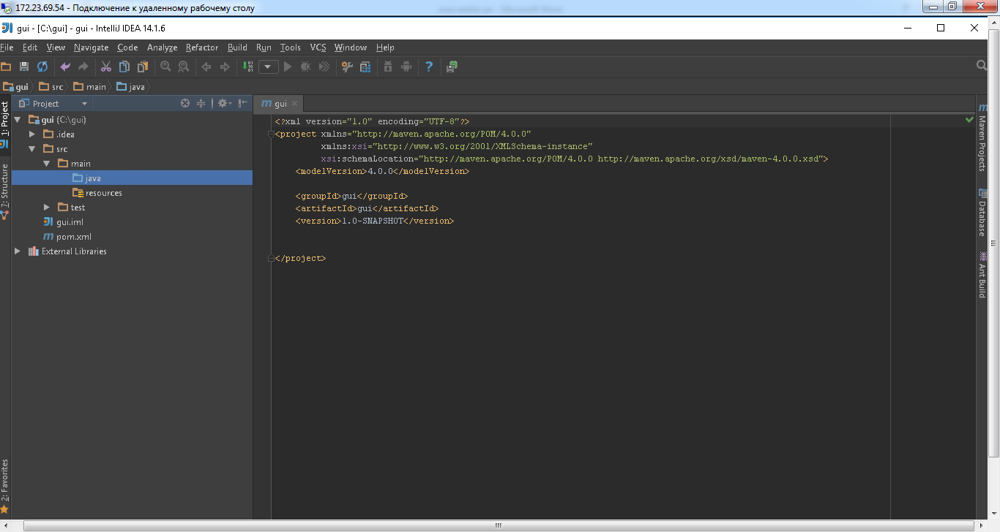 172.23.69.54 - Подключение к удаленному рабочему столу
gui - [C:\gui] - gui - IntelliJ IDEA 14.1.6
File Edit View Navigate Code Analyze Refactor Build Run Tools VCS Window Help
gui src main java
Project
gui
1: Project
7: Structure
2: Favorites
gui (C:\gui)
.idea
src
main
java
resources
test
gui.iml
pom.xml
External Libraries
<?xml version="1.0" encoding="UTF-8"?>
<project xmlns="http://maven.apache.org/POM/4.0.0"
xmlns:xsi="http://www.w3.org/2001/XMLSchema-instance"
xsi:schemaLocation="http://maven.apache.org/POM/4.0.0 http://maven.apache.org/xsd/maven-4.0.0.xsd">
<modelVersion>4.0.0</modelVersion>
<groupId>gui</groupId>
<artifactId>gui</artifactId>
<version>1.0-SNAPSHOT</version>
</project>
Maven Projects
Database
Ant Build